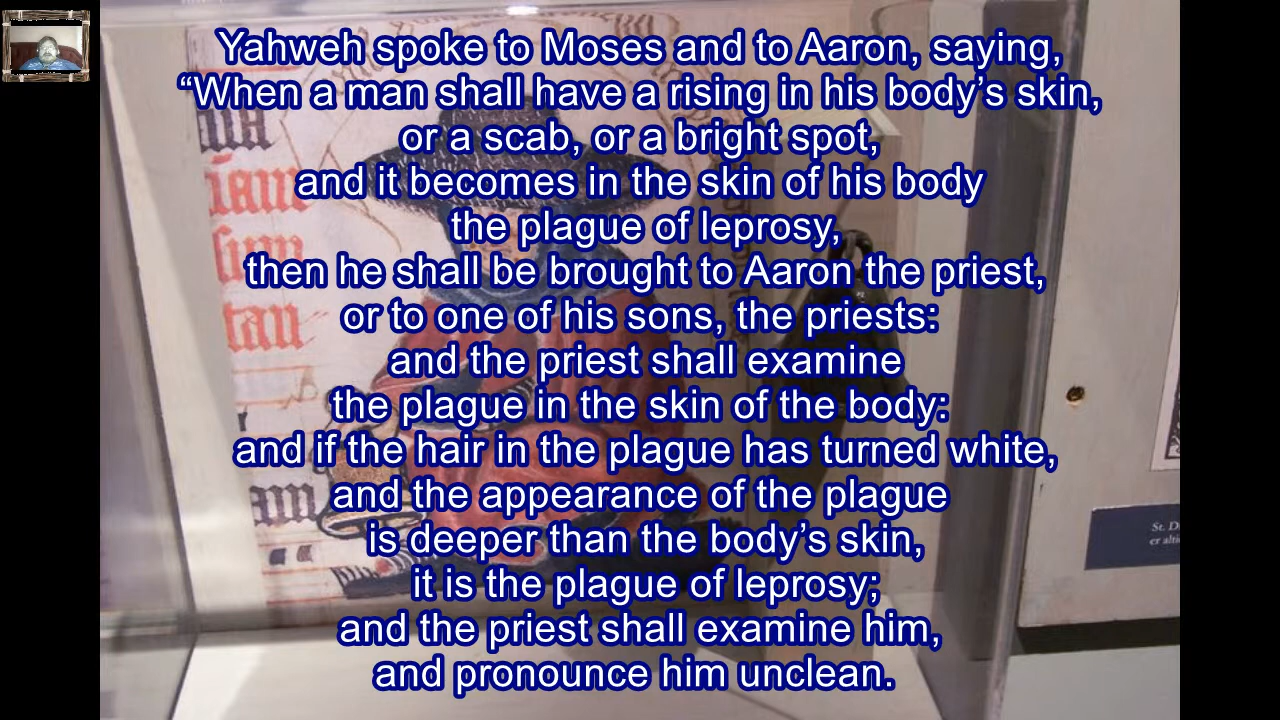 Yahweh spoke to Moses and to Aaron, saying,
“When a man shall have a rising in his body’s skin,
or a scab, or a bright spot,
and it becomes in the skin of his body
the plague of leprosy,
then he shall be brought to Aaron the priest,
or to one of his sons, the priests:
and the priest shall examine
the plague in the skin of the body:
and if the hair in the plague has turned white,
and the appearance of the plague
is deeper than the body’s skin,
it is the plague of leprosy;
and the priest shall examine him,
and pronounce him unclean.
tan
St. D
er alti